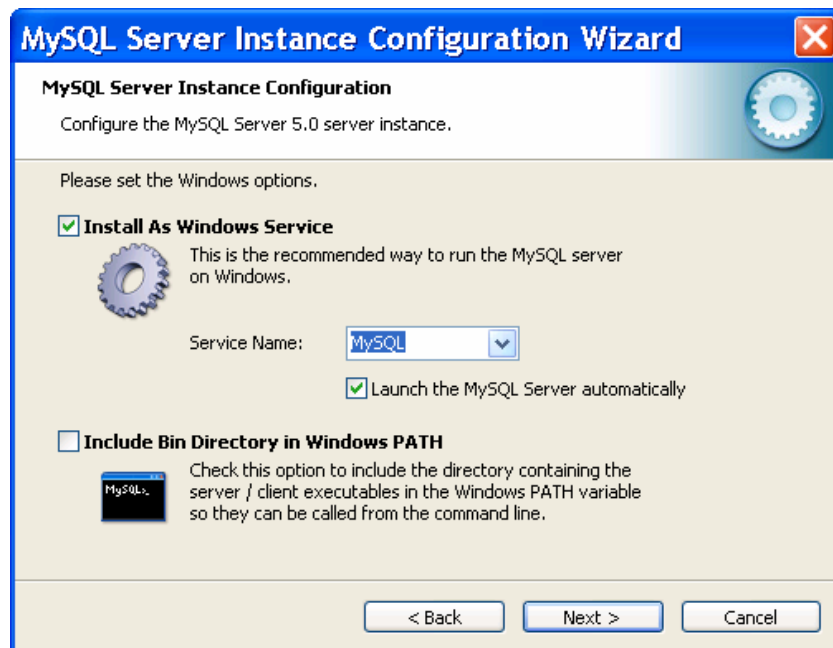 MySQL Server Instance Configuration Wizard
MySQL Server Instance Configuration
Configure the MySQL Server 5.0 server instance.
Please set the Windows options.
Install As Windows Service
This is the recommended way to run the MySQL server
on Windows.
Service Name:
MySQL
Launch the MySQL Server automatically
Include Bin Directory in Windows PATH
MySQL>_
Check this option to include the directory containing the
server / client executables in the Windows PATH variable
so they can be called from the command line.
< Back
Next >
Cancel